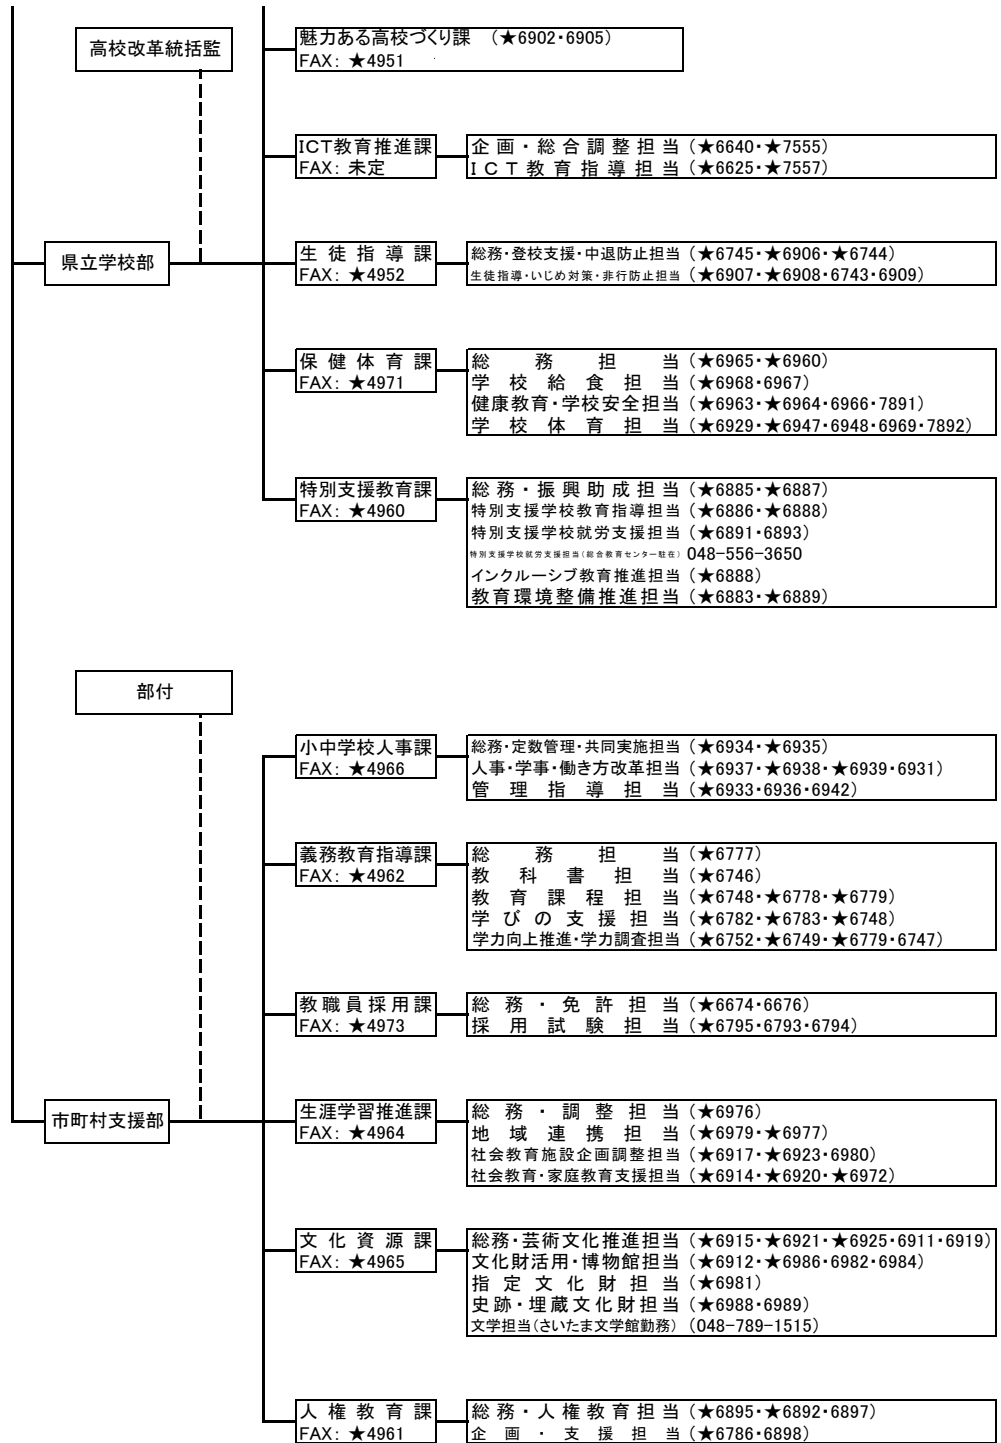 高校改革統括監
魅力ある高校づくり課 （★6902・6905）
FAX: ★4951
ICT教育推進課
FAX: 未定
企画・総合調整担当（★6640・★7555）
ICT教育指導担当（★6625・★7557）
県立学校部
生徒指導課
FAX: ★4952
総務・登校支援・中退防止担当（★6745・★6906・★6744）
生徒指導・いじめ対策・非行防止担当（★6907・★6908・6743・6909）
保健体育課
FAX: ★4971
総務担当（★6965・★6960）
学校給食担当（★6968・6967）
健康教育・学校安全担当（★6963・★6964・6966・7891）
学校体育担当（★6929・★6947・6948・6969・7892）
特別支援教育課
FAX: ★4960
総務・振興助成担当（★6885・★6887）
特別支援学校教育指導担当（★6886・★6888）
特別支援学校就労支援担当（★6891・6893）
特別支援学校就労支援担当（総合教育センター駐在）048-556-3650
インクルーシブ教育推進担当（★6888）
教育環境整備推進担当（★6883・★6889）
部付
小中学校人事課
FAX: ★4966
総務・定数管理・共同実施担当（★6934・★6935）
人事・学事・働き方改革担当（★6937・★6938・★6939・6931）
管理指導担当（★6933・6936・6942）
義務教育指導課
FAX: ★4962
総務担当（★6777）
教科書担当（★6746）
教育課程担当（★6748・★6778・★6779）
学びの支援担当（★6782・★6783・★6748）
学力向上推進・学力調査担当（★6752・★6749・★6779・6747）
教職員採用課
FAX: ★4973
総務・免許担当（★6674・6676）
採用試験担当（★6795・6793・6794）
市町村支援部
生涯学習推進課
FAX: ★4964
総務・調整担当（★6976）
地域連携担当（★6979・★6977）
社会教育施設企画調整担当（★6917・★6923・6980）
社会教育・家庭教育支援担当（★6914・★6920・★6972）
文化資源課
FAX: ★4965
総務・芸術文化推進担当（★6915・★6921・★6925・6911・6919）
文化財活用・博物館担当（★6912・★6986・6982・6984）
指定文化財担当（★6981）
史跡・埋蔵文化財担当（★6988・6989）
文学担当（さいたま文学館勤務）（048-789-1515）
人権教育課
FAX: ★4961
総務・人権教育担当（★6895・★6892・6897）
企画・支援担当（★6786・6898）